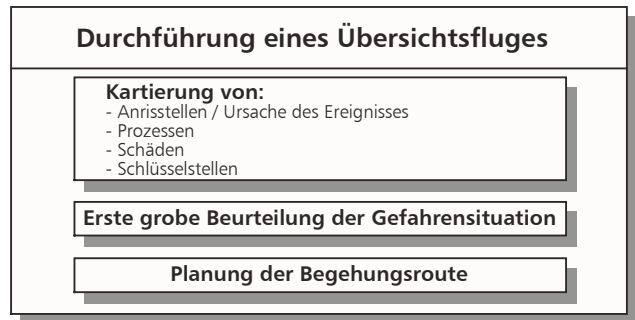 Durchführung eines Übersichtsfluges
Kartierung von:
- Anrisstellen / Ursache des Ereignisses
- Prozessen
- Schäden
- Schlüsselstellen
Erste grobe Beurteilung der Gefahrensituation
Planung der Begehungsroute